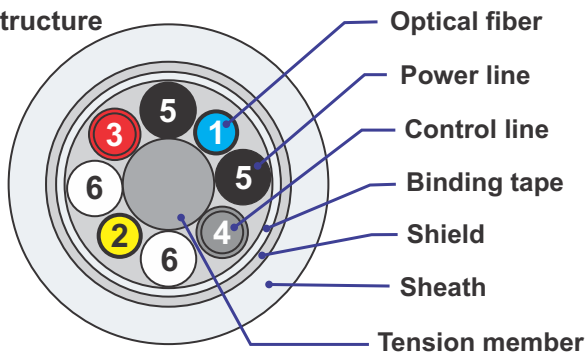 tructure
Optical fiber
Power line
Control line
Binding tape
Shield
Sheath
Tension member
5
3
1
6
5
2
4
6